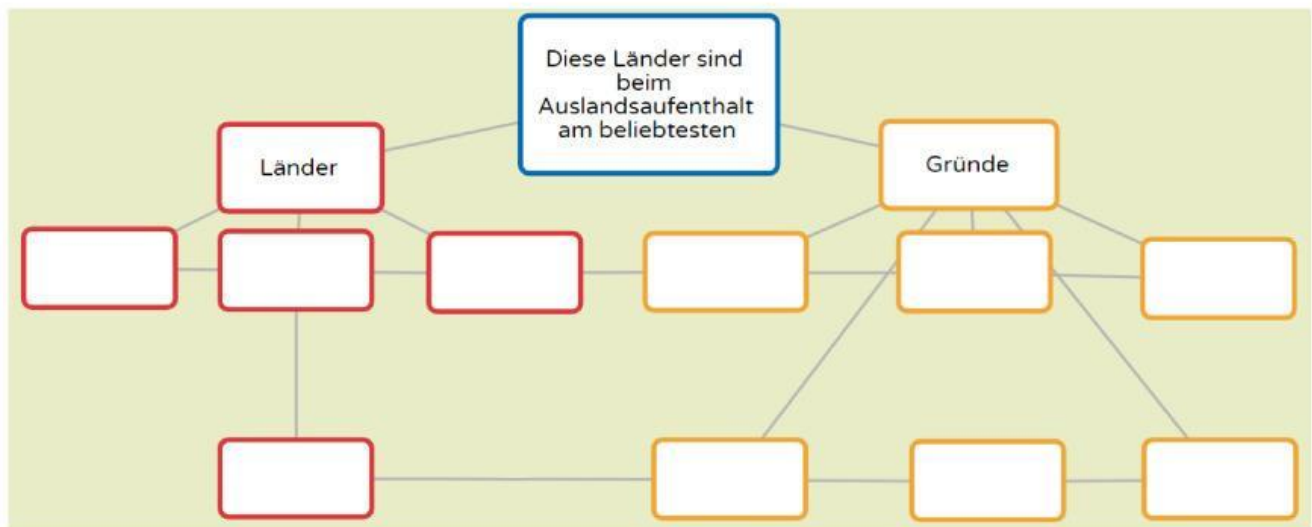 Diese Länder sind
beim
Auslandsaufenthalt
am beliebtesten
Länder
Gründe